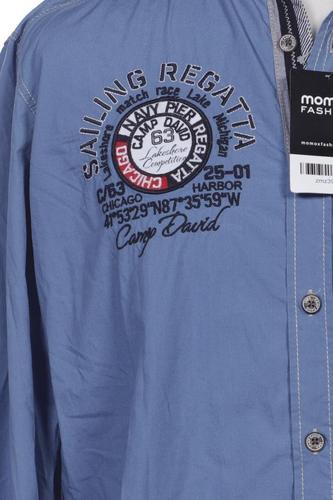 SAILING REGATTA
Lakeshore match race Lake Michigan
NAVY PIER REGATTA
CHICAGO
CAMP DAVID
63
Lakeshore
Competition
C/63
25-01
CHICAGO
HARBOR
41°53'29"N87°35'59"W
Camp David
momox
FASH
momoxfash